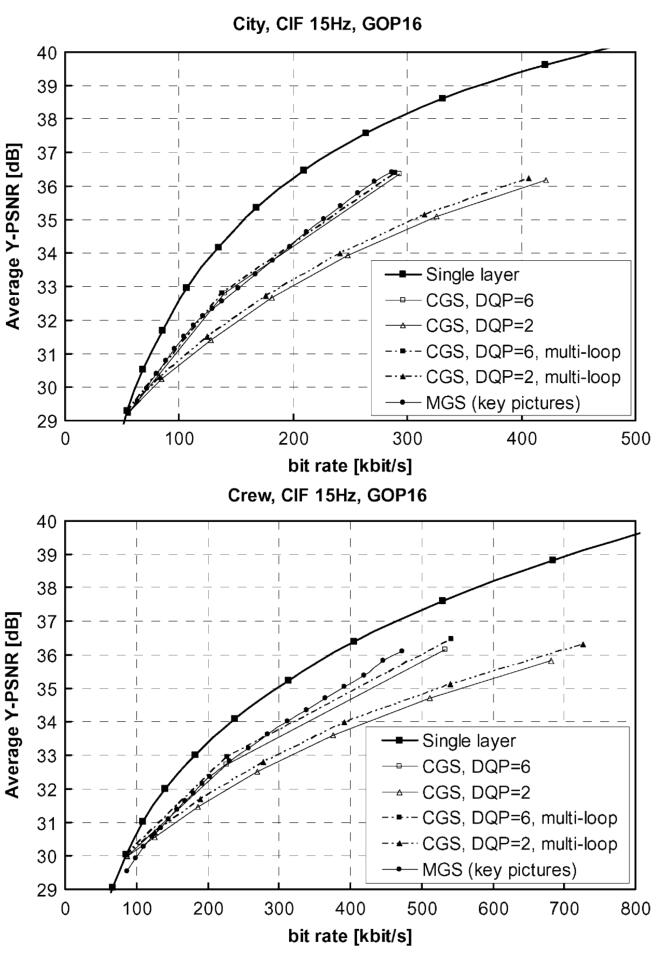 City, CIF 15Hz, GOP16
Average Y-PSNR [dB]
40
39
38
37
36
35
34
33
32
31
30
29
0 100 200 300 400 500
bit rate [kbit/s]
Single layer
CGS, DQP=6
CGS, DQP=2
CGS, DQP=6, multi-loop
CGS, DQP=2, multi-loop
MGS (key pictures)
Crew, CIF 15Hz, GOP16
Average Y-PSNR [dB]
40
39
38
37
36
35
34
33
32
31
30
29
0 100 200 300 400 500 600 700 800
bit rate [kbit/s]
Single layer
CGS, DQP=6
CGS, DQP=2
CGS, DQP=6, multi-loop
CGS, DQP=2, multi-loop
MGS (key pictures)